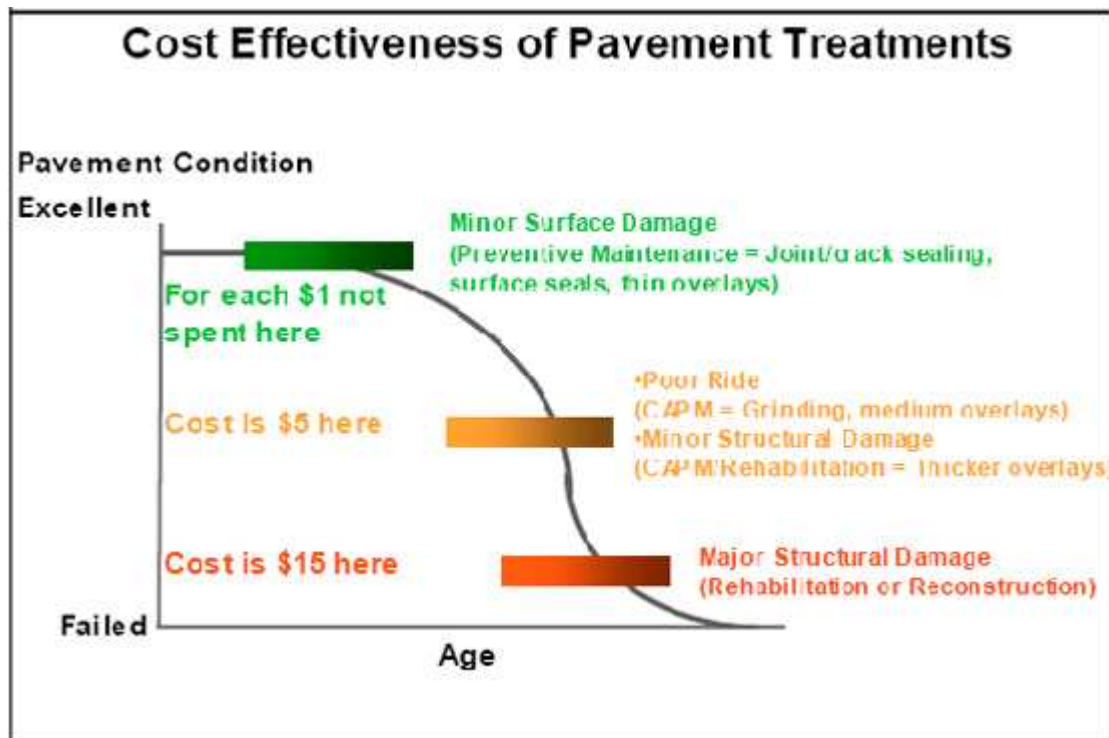 Cost Effectiveness of Pavement Treatments
Pavement Condition
Excellent
Minor Surface Damage
(Preventive Maintenance = Joint/crack sealing,
surface seals, thin overlays)
For each $1 not
spent here
•Poor Ride
(CAPM = Grinding, medium overlays)
•Minor Structural Damage
(CAPM/Rehabilitation = Thicker overlays)
Cost is $5 here
Cost is $15 here
Major Structural Damage
(Rehabilitation or Reconstruction)
Failed
Age